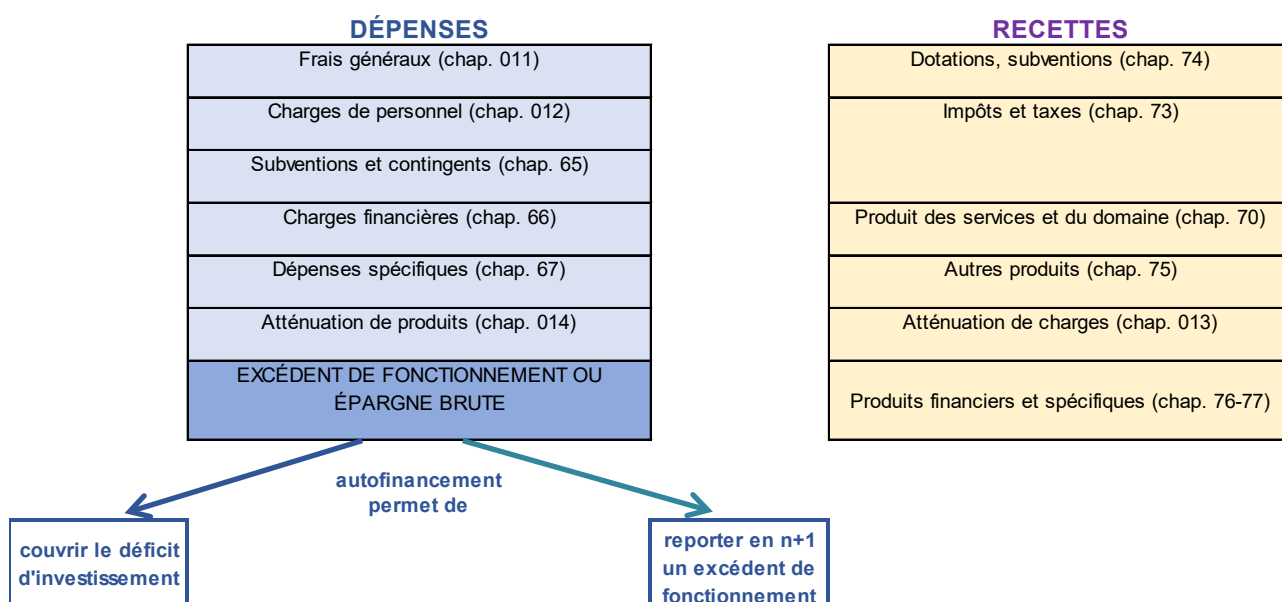 DÉPENSES
Frais généraux (chap. 011)
Charges de personnel (chap. 012)
Subventions et contingents (chap. 65)
Charges financières (chap. 66)
Dépenses spécifiques (chap. 67)
Atténuation de produits (chap. 014)
EXCÉDENT DE FONCTIONNEMENT OU
ÉPARGNE BRUTE
RECETTES
Dotations, subventions (chap. 74)
Impôts et taxes (chap. 73)
Produit des services et du domaine (chap. 70)
Autres produits (chap. 75)
Atténuation de charges (chap. 013)
Produits financiers et spécifiques (chap. 76-77)
autofinancement
permet de
couvrir le déficit
d'investissement
reporter en n+1
un excédent de
fonctionnement